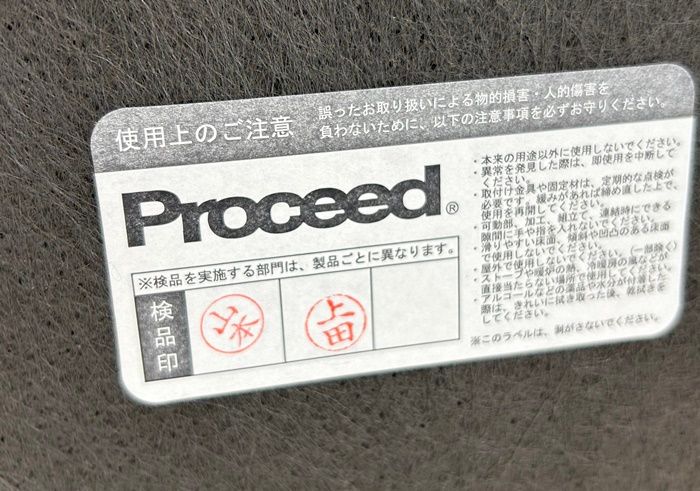 使用上のご注意
誤ったお取り扱いによる物的損害・人的傷害を
負わないために、以下の注意事項を必ずお守りください。
Proceed®
※検品を実施する部門は、製品ごとに異なります。
検品印
山本
上田
・本来の用途以外に使用しないでください。
・異常を発見した際は、即使用を中断して
ください。
・取付け金具や固定材は、定期的な点検が
必要です。緩みがあれば締め直した上で、
使用を再開してください。
・可動部、加工、組立て、連結時にできる
隙間に手や指を入れないでください。
・滑りやすい床面、傾斜や凹凸のある床面
で使用しないでください。
・屋外で使用しないでください。（一部除く）
・ストーブや暖炉の熱、冷暖房の風などが
直接当たらない場所で使用してください。
・アルコールなどの薬品や水分が付着した
際は、きれいに拭き取った後、乾拭きを
してください。
※このラベルは、剥がさないでください。